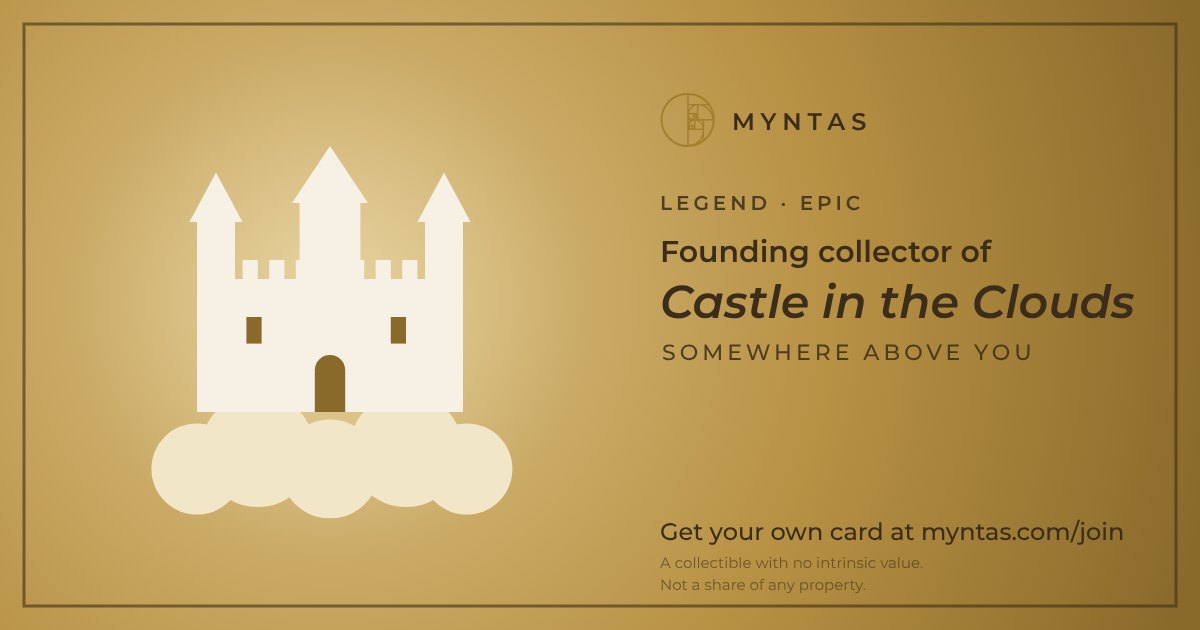 MYNTAS
LEGEND · EPIC
Founding collector of
Castle in the Clouds
SOMEWHERE ABOVE YOU
Get your own card at myntas.com/join
A collectible with no intrinsic value.
Not a share of any property.